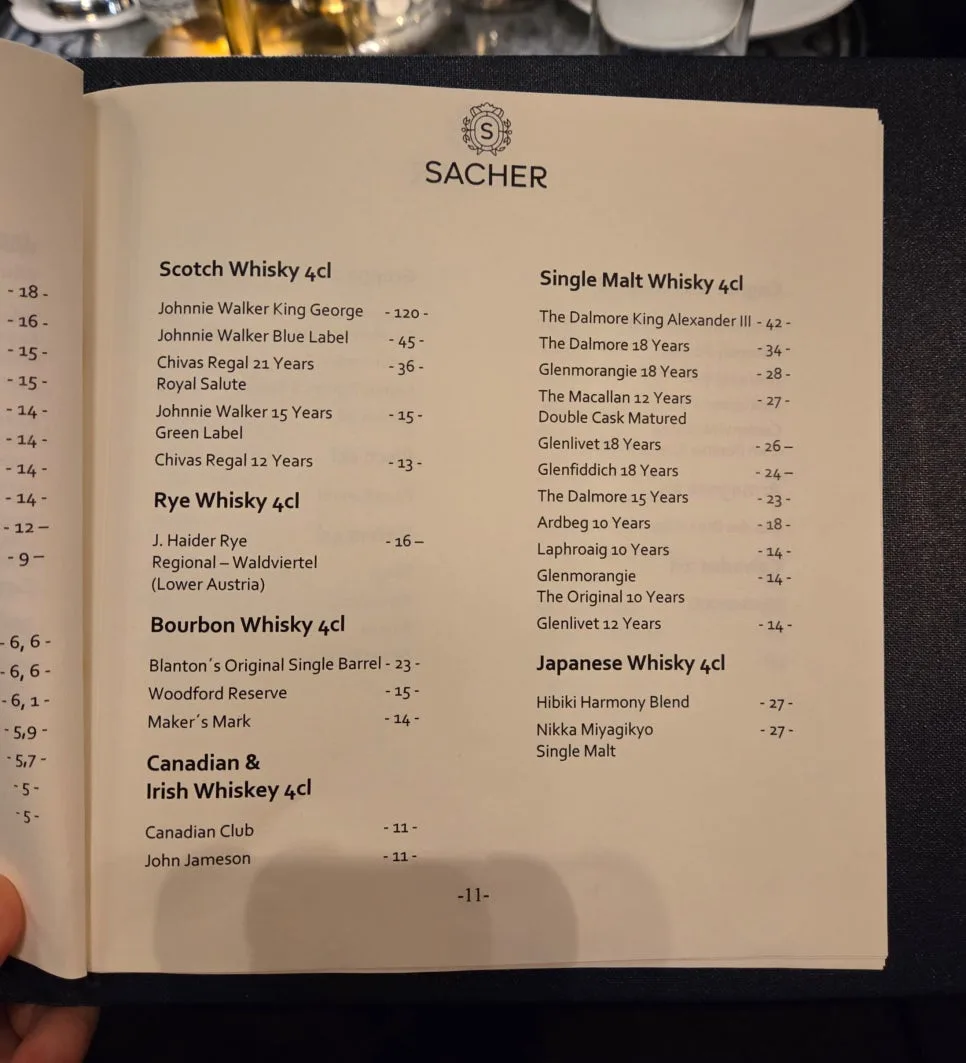 - 18 -
- 16 -
- 15 -
- 15 -
- 14 -
- 14 -
- 14 -
- 14 -
- 12 –
- 9 –
- 6, 6 -
- 6, 6 -
- 6, 1 -
- 5,9 -
- 5,7 -
- 5 -
- 5 -
S
SACHER
Scotch Whisky 4cl
Johnnie Walker King George - 120 -
Johnnie Walker Blue Label - 45 -
Chivas Regal 21 Years - 36 -
Royal Salute
Johnnie Walker 15 Years - 15 -
Green Label
Chivas Regal 12 Years - 13 -
Rye Whisky 4cl
J. Haider Rye - 16 –
Regional – Waldviertel
(Lower Austria)
Bourbon Whisky 4cl
Blanton´s Original Single Barrel - 23 -
Woodford Reserve - 15 -
Maker´s Mark - 14 -
Canadian &
Irish Whiskey 4cl
Canadian Club - 11 -
John Jameson - 11 -
Single Malt Whisky 4cl
The Dalmore King Alexander III - 42 -
The Dalmore 18 Years - 34 -
Glenmorangie 18 Years - 28 -
The Macallan 12 Years - 27 -
Double Cask Matured
Glenlivet 18 Years - 26 –
Glenfiddich 18 Years - 24 –
The Dalmore 15 Years - 23 -
Ardbeg 10 Years - 18 -
Laphroaig 10 Years - 14 -
Glenmorangie - 14 -
The Original 10 Years
Glenlivet 12 Years - 14 -
Japanese Whisky 4cl
Hibiki Harmony Blend - 27 -
Nikka Miyagikyo - 27 -
Single Malt
-11-